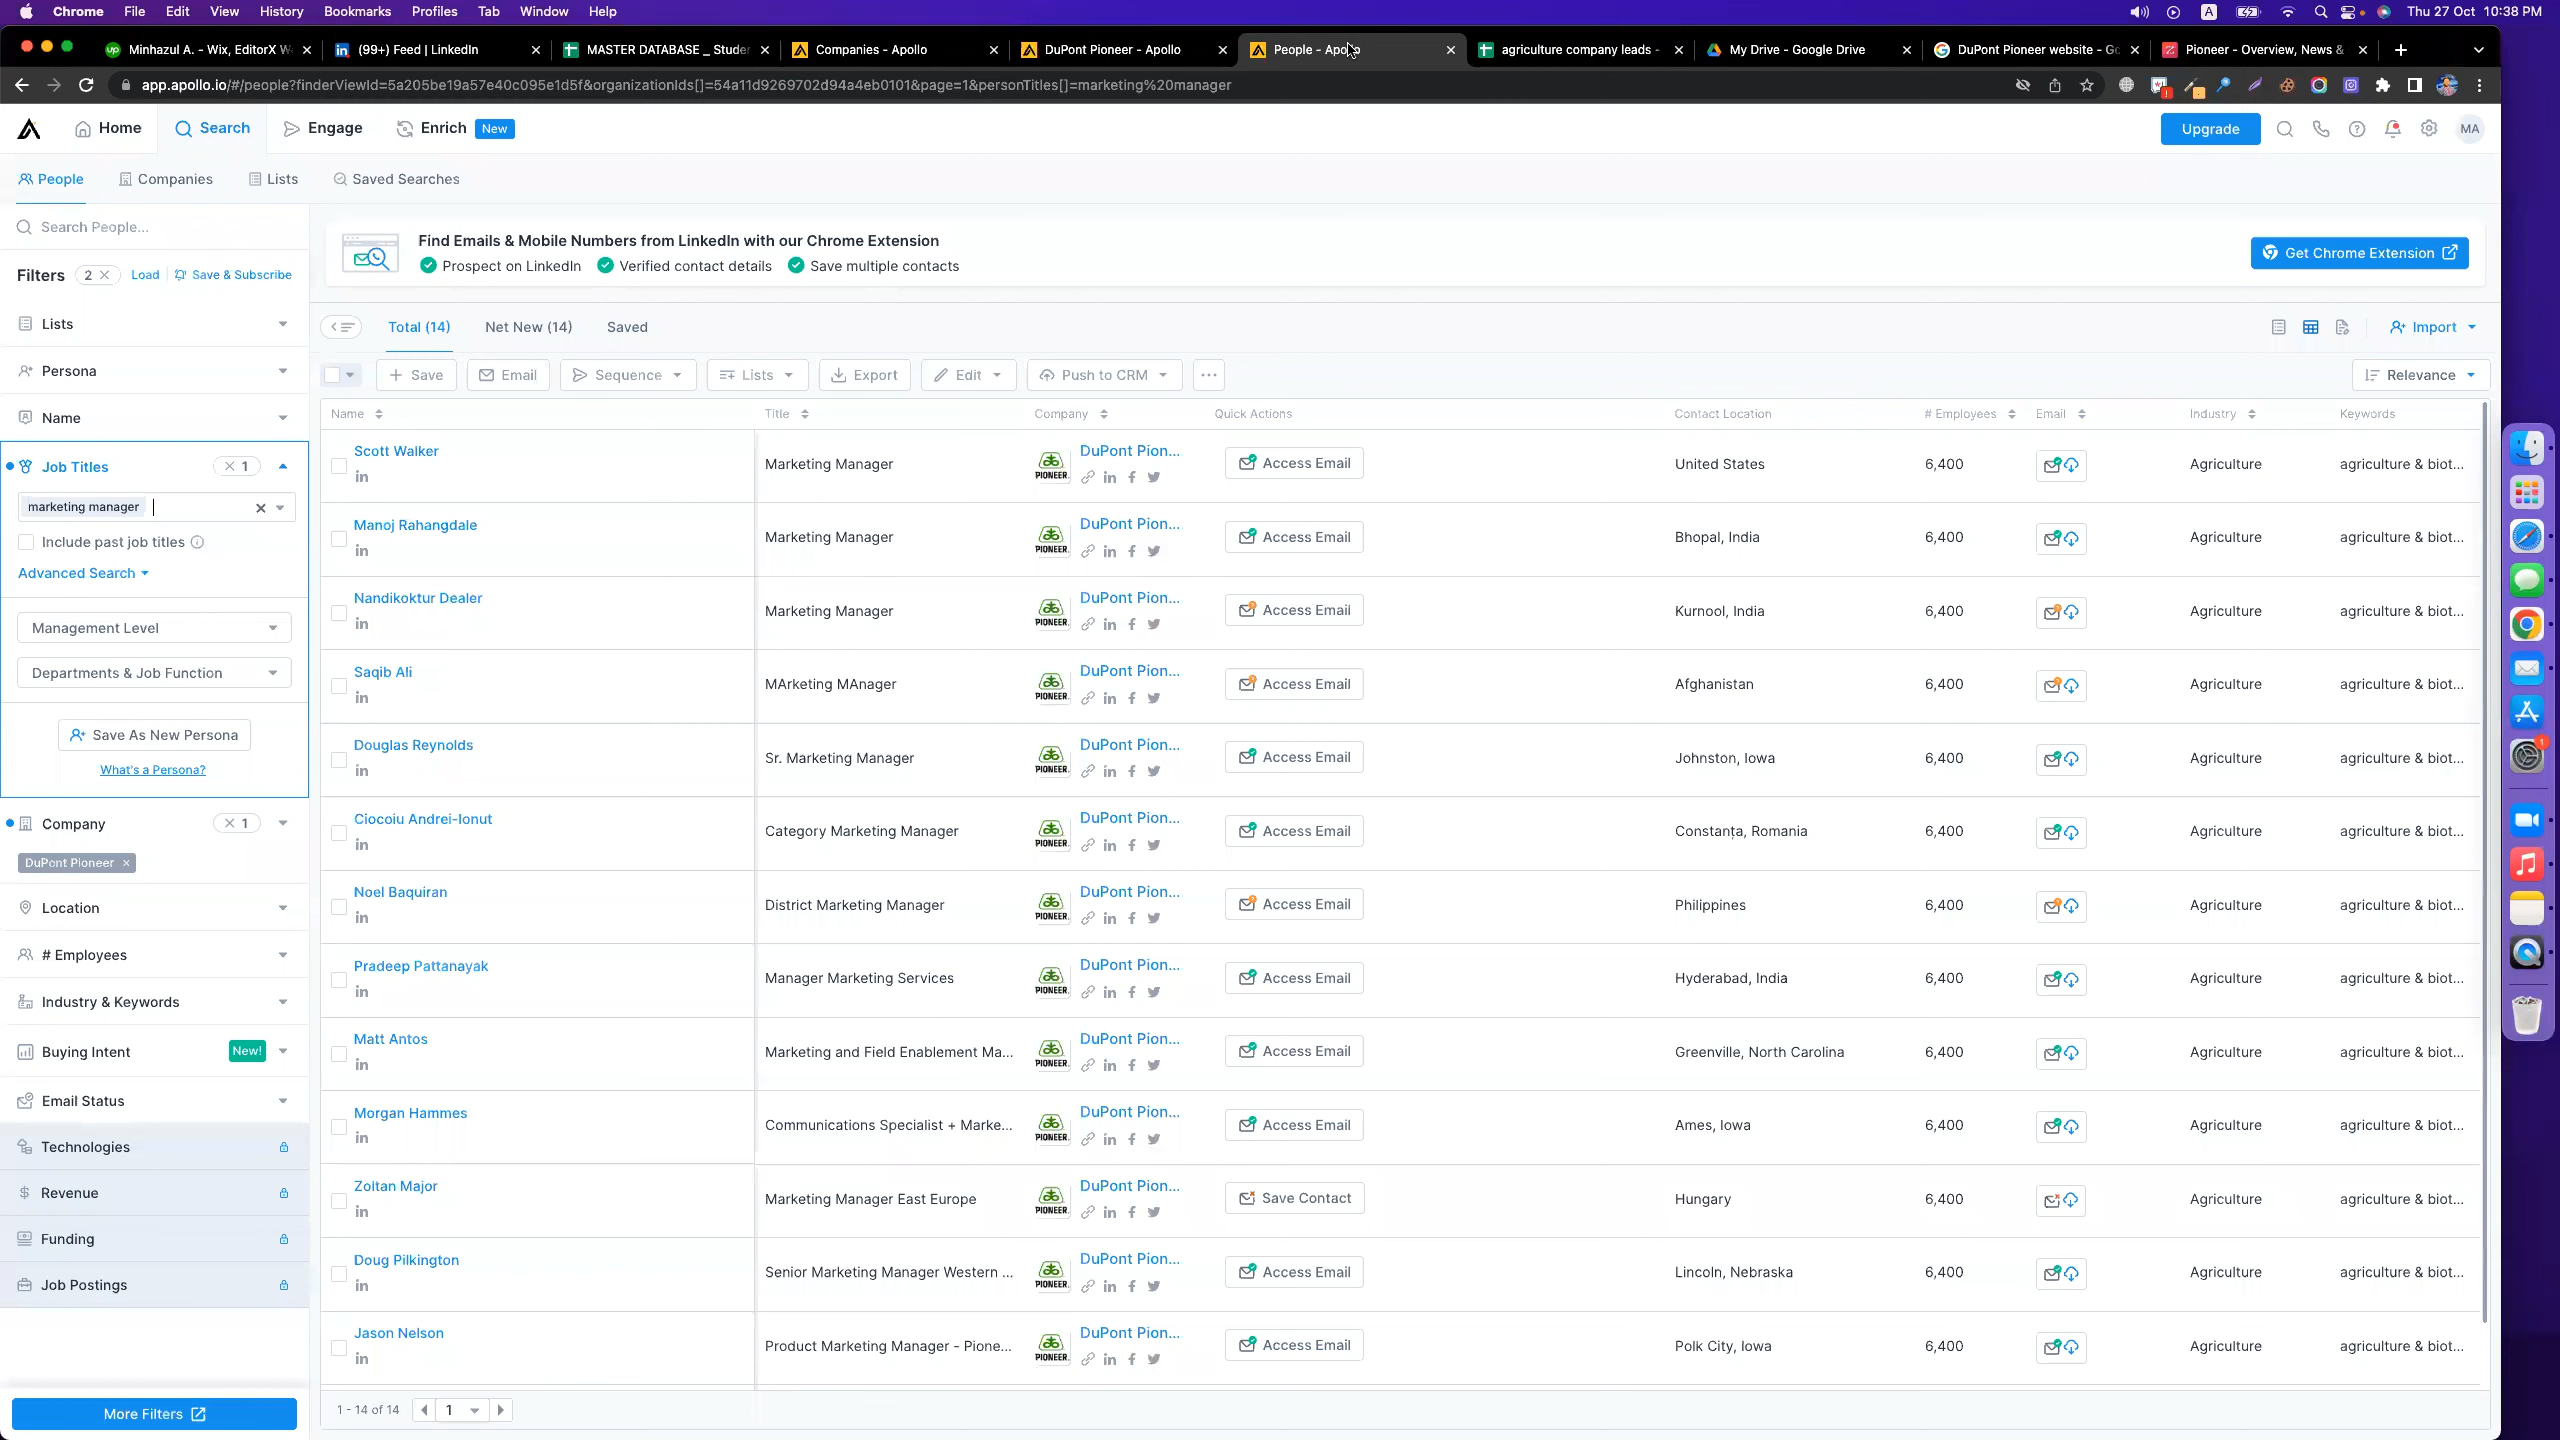 Chrome File Edit View History Bookmarks Profiles Tab Window Help A Thu 27 Oct 10:38 PM
up Minhazul A. - Wix, EditorX W (99+) Feed | LinkedIn MASTER DATABASE _ Stude Companies - Apollo DuPont Pioneer - Apollo People - Apollo agriculture company leads - My Drive - Google Drive DuPont Pioneer website - Go Pioneer - Overview, News &
app.apollo.io/#/people?finderViewId=5a205be19a57e40c095e1d5f&organizationIds[]=54a11d9269702d94a4eb0101&page=1&personTitles[]=marketing%20manager
Home Search Engage Enrich New Upgrade MA
People Companies Lists Saved Searches
Search People...
Find Emails & Mobile Numbers from LinkedIn with our Chrome Extension
Prospect on LinkedIn Verified contact details Save multiple contacts
Get Chrome Extension
Filters 2 Load Save & Subscribe
Lists
Persona
Name
Job Titles 1
marketing manager
Include past job titles
Advanced Search
Management Level
Departments & Job Function
Save As New Persona
What's a Persona?
Company 1
DuPont Pioneer
Location
# Employees
Industry & Keywords
Buying Intent New!
Email Status
Technologies
Revenue
Funding
Job Postings
More Filters
Total (14) Net New (14) Saved Import
Save Email Sequence Lists Export Edit Push to CRM Relevance
Name Title Company Quick Actions Contact Location # Employees Email Industry Keywords
Scott Walker Marketing Manager PIONEER. DuPont Pion... Access Email United States 6,400 Agriculture agriculture & biot...
Manoj Rahangdale Marketing Manager PIONEER. DuPont Pion... Access Email Bhopal, India 6,400 Agriculture agriculture & biot...
Nandikoktur Dealer Marketing Manager PIONEER. DuPont Pion... Access Email Kurnool, India 6,400 Agriculture agriculture & biot...
Saqib Ali MArketing MAnager PIONEER. DuPont Pion... Access Email Afghanistan 6,400 Agriculture agriculture & biot...
Douglas Reynolds Sr. Marketing Manager PIONEER. DuPont Pion... Access Email Johnston, Iowa 6,400 Agriculture agriculture & biot...
Ciocoiu Andrei-Ionut Category Marketing Manager PIONEER. DuPont Pion... Access Email Constanța, Romania 6,400 Agriculture agriculture & biot...
Noel Baquiran District Marketing Manager PIONEER. DuPont Pion... Access Email Philippines 6,400 Agriculture agriculture & biot...
Pradeep Pattanayak Manager Marketing Services PIONEER. DuPont Pion... Access Email Hyderabad, India 6,400 Agriculture agriculture & biot...
Matt Antos Marketing and Field Enablement Ma... PIONEER. DuPont Pion... Access Email Greenville, North Carolina 6,400 Agriculture agriculture & biot...
Morgan Hammes Communications Specialist + Marke... PIONEER. DuPont Pion... Access Email Ames, Iowa 6,400 Agriculture agriculture & biot...
Zoltan Major Marketing Manager East Europe PIONEER. DuPont Pion... Save Contact Hungary 6,400 Agriculture agriculture & biot...
Doug Pilkington Senior Marketing Manager Western ... PIONEER. DuPont Pion... Access Email Lincoln, Nebraska 6,400 Agriculture agriculture & biot...
Jason Nelson Product Marketing Manager - Pione... PIONEER. DuPont Pion... Access Email Polk City, Iowa 6,400 Agriculture agriculture & biot...
1 - 14 of 14 1